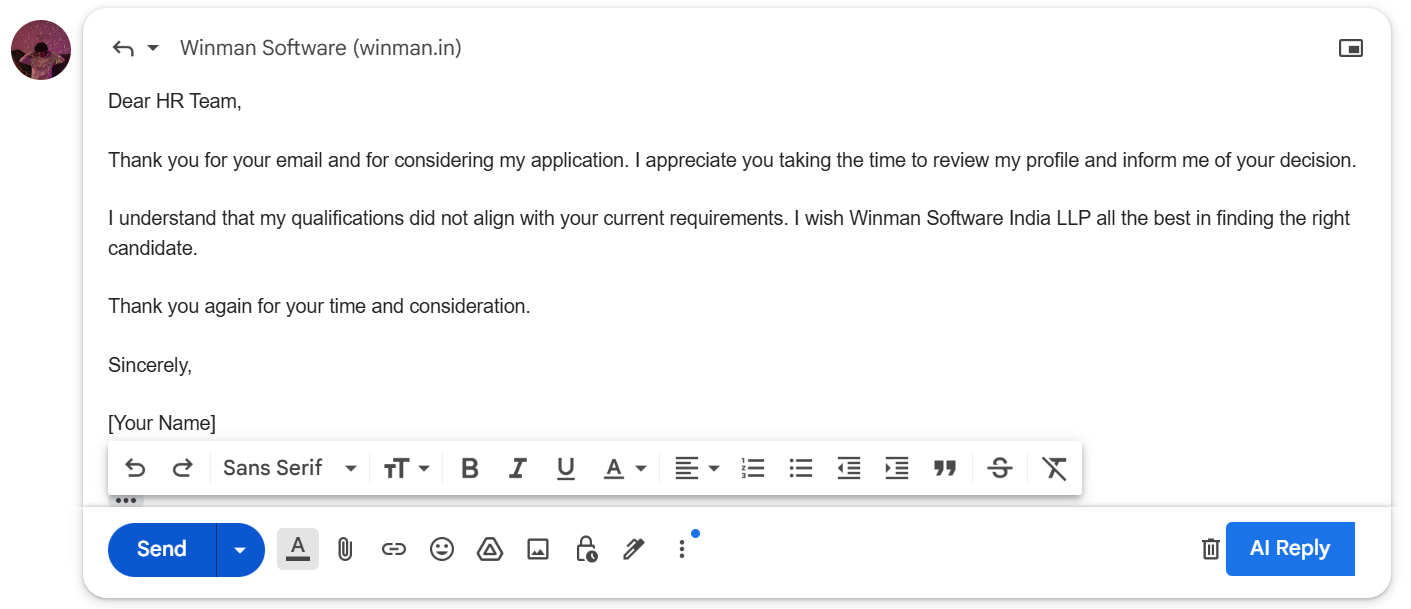 Winman Software (winman.in)
Dear HR Team,
Thank you for your email and for considering my application. I appreciate you taking the time to review my profile and inform me of your decision.
I understand that my qualifications did not align with your current requirements. I wish Winman Software India LLP all the best in finding the right
candidate.
Thank you again for your time and consideration.
Sincerely,
[Your Name]
Sans Serif
Send
AI Reply